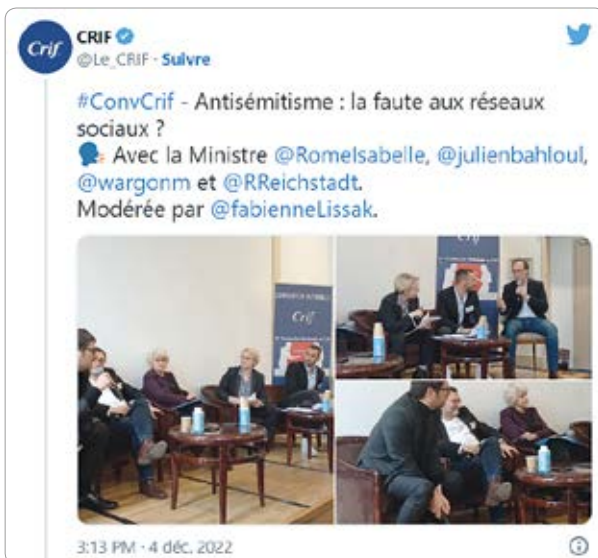 Crif
CRIF
@Le_CRIF · Suivre
#ConvCrif - Antisémitisme : la faute aux réseaux
sociaux ?
Avec la Ministre @RomeIsabelle, @julienbahloul,
@wargonm et @RReichstadt.
Modérée par @fabienneLissak.
Crif
3:13 PM · 4 déc. 2022